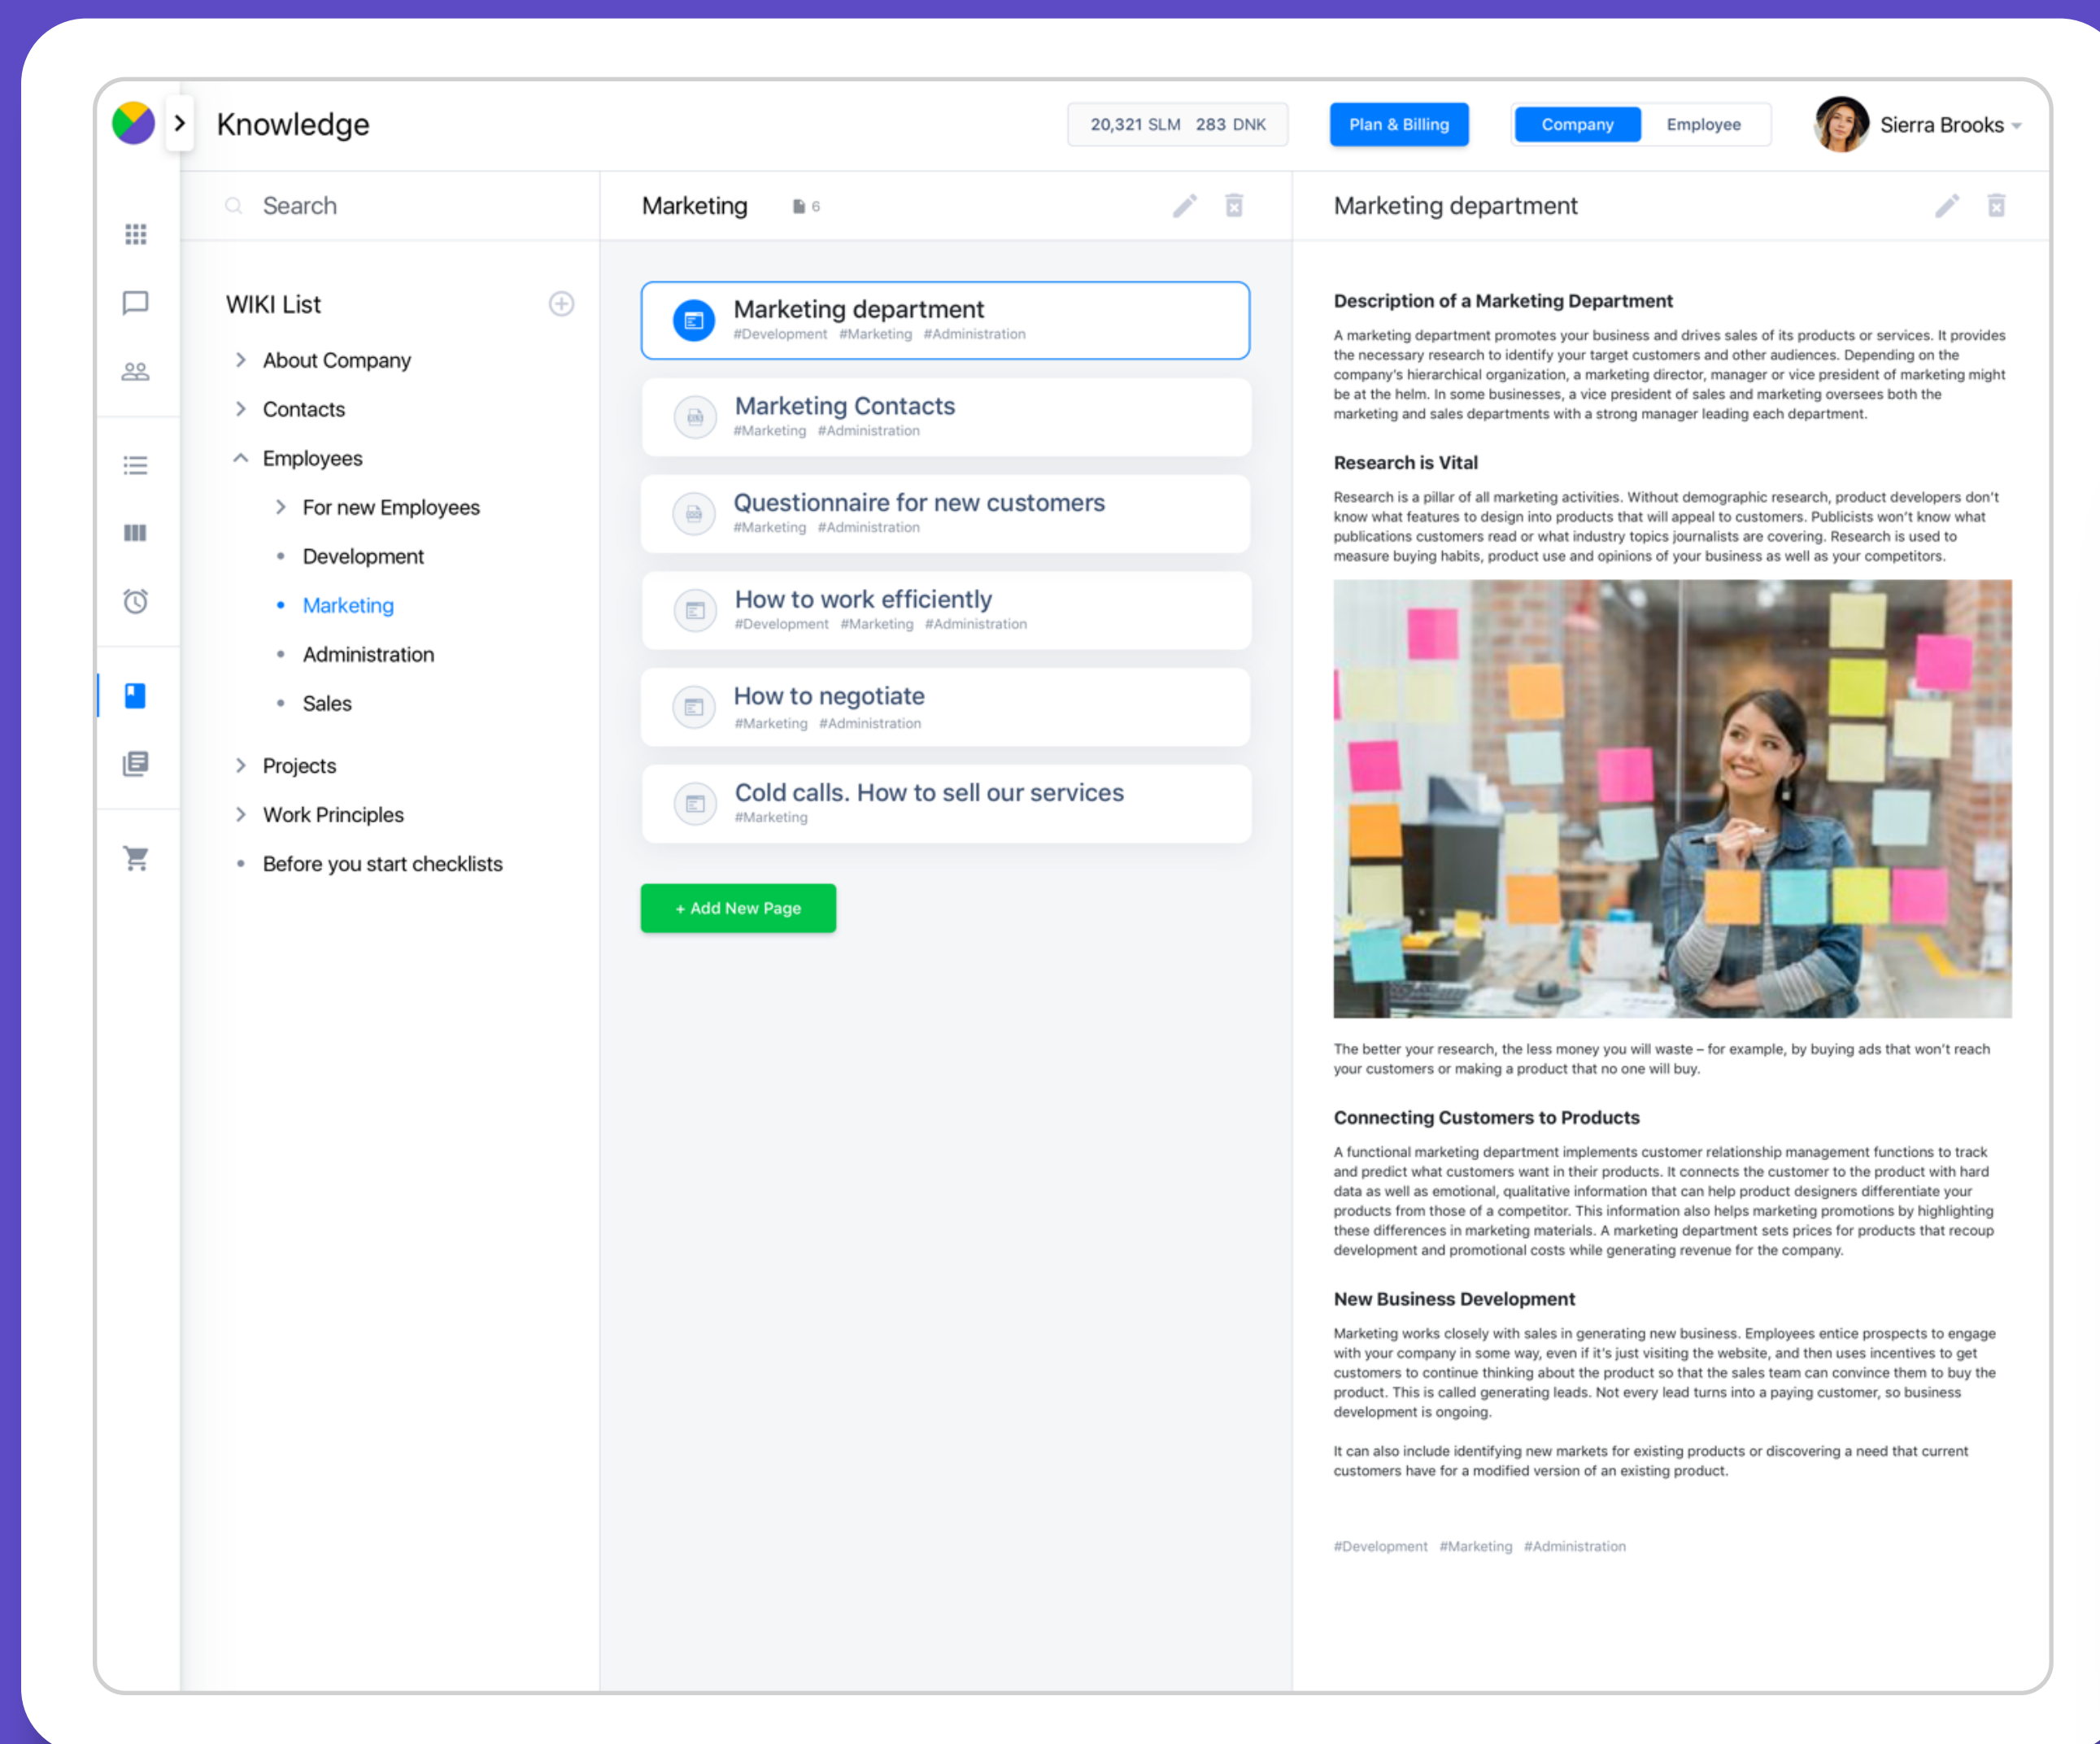 Knowledge
20,321 SLM 283 DNK
Plan & Billing
Company
Employee
Sierra Brooks
Search
WIKI List
About Company
Contacts
Employees
For new Employees
Development
Marketing
Administration
Sales
Projects
Work Principles
Before you start checklists
Marketing
6
Marketing department
#Development #Marketing #Administration
Marketing Contacts
#Marketing #Administration
Questionnaire for new customers
#Marketing #Administration
How to work efficiently
#Development #Marketing #Administration
How to negotiate
#Marketing #Administration
Cold calls. How to sell our services
#Marketing
+ Add New Page
Marketing department
Description of a Marketing Department
A marketing department promotes your business and drives sales of its products or services. It provides
the necessary research to identify your target customers and other audiences. Depending on the
company's hierarchical organization, a marketing director, manager or vice president of marketing might
be at the helm. In some businesses, a vice president of sales and marketing oversees both the
marketing and sales departments with a strong manager leading each department.
Research is Vital
Research is a pillar of all marketing activities. Without demographic research, product developers don't
know what features to design into products that will appeal to customers. Publicists won't know what
publications customers read or what industry topics journalists are covering. Research is used to
measure buying habits, product use and opinions of your business as well as your competitors.
The better your research, the less money you will waste – for example, by buying ads that won't reach
your customers or making a product that no one will buy.
Connecting Customers to Products
A functional marketing department implements customer relationship management functions to track
and predict what customers want in their products. It connects the customer to the product with hard
data as well as emotional, qualitative information that can help product designers differentiate your
products from those of a competitor. This information also helps marketing promotions by highlighting
these differences in marketing materials. A marketing department sets prices for products that recoup
development and promotional costs while generating revenue for the company.
New Business Development
Marketing works closely with sales in generating new business. Employees entice prospects to engage
with your company in some way, even if it's just visiting the website, and then uses incentives to get
customers to continue thinking about the product so that the sales team can convince them to buy the
product. This is called generating leads. Not every lead turns into a paying customer, so business
development is ongoing.
It can also include identifying new markets for existing products or discovering a need that current
customers have for a modified version of an existing product.
#Development #Marketing #Administration